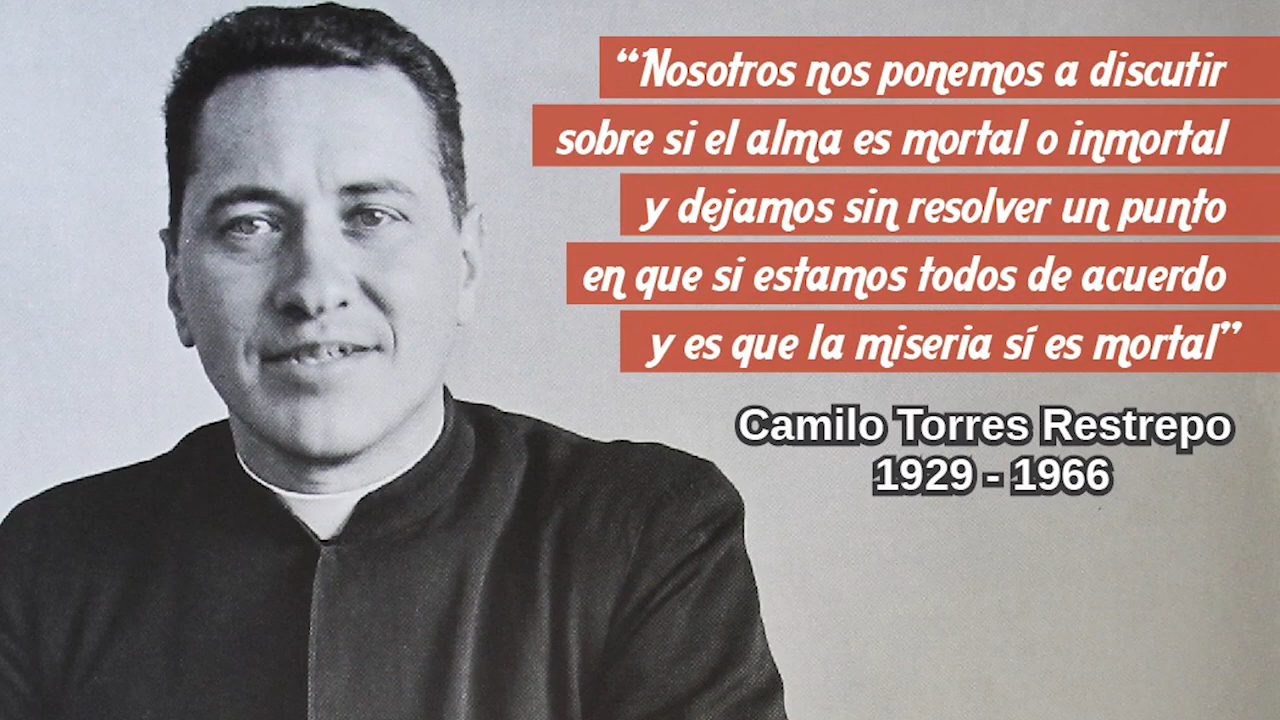 “Nosotros nos ponemos a discutir
sobre si el alma es mortal o inmortal
y dejamos sin resolver un punto
en que si estamos todos de acuerdo
y es que la miseria sí es mortal”
Camilo Torres Restrepo
1929 - 1966